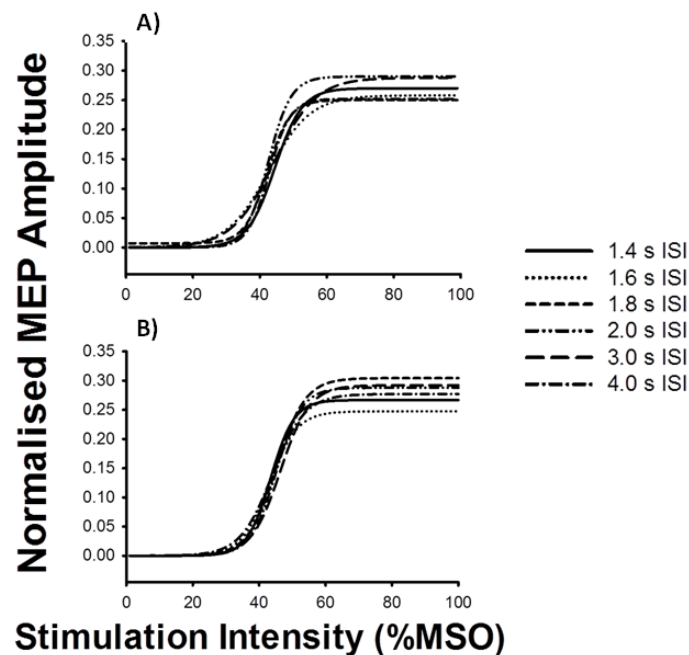 A)
Normalised MEP Amplitude
0.35
0.30
0.25
0.20
0.15
0.10
0.05
0.00
0 20 40 60 80 100
1.4 s ISI
1.6 s ISI
1.8 s ISI
2.0 s ISI
3.0 s ISI
4.0 s ISI
B)
0.35
0.30
0.25
0.20
0.15
0.10
0.05
0.00
0 20 40 60 80 100
Stimulation Intensity (%MSO)